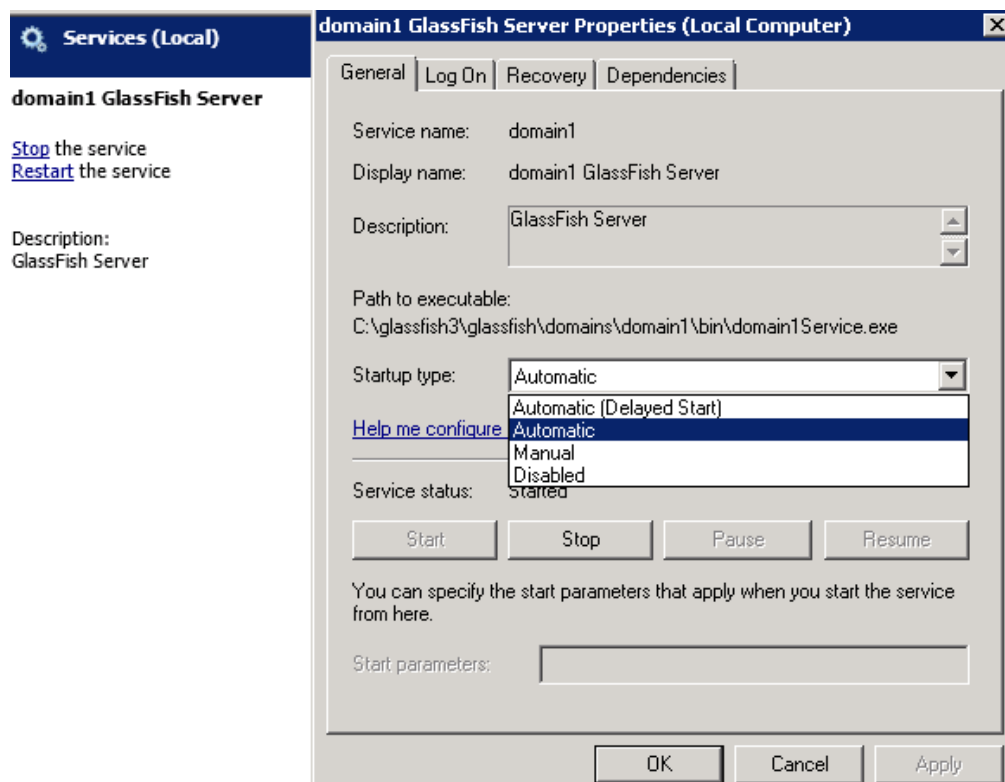 Services (Local)
domain1 GlassFish Server
Stop the service
Restart the service
Description:
GlassFish Server
domain1 GlassFish Server Properties (Local Computer)
General Log On Recovery Dependencies
Service name: domain1
Display name: domain1 GlassFish Server
Description: GlassFish Server
Path to executable:
C:\glassfish3\glassfish\domains\domain1\bin\domain1Service.exe
Startup type: Automatic
Automatic (Delayed Start)
Help me configure Automatic
Manual
Disabled
Service status: Started
Start Stop Pause Resume
You can specify the start parameters that apply when you start the service
from here.
Start parameters:
OK Cancel Apply